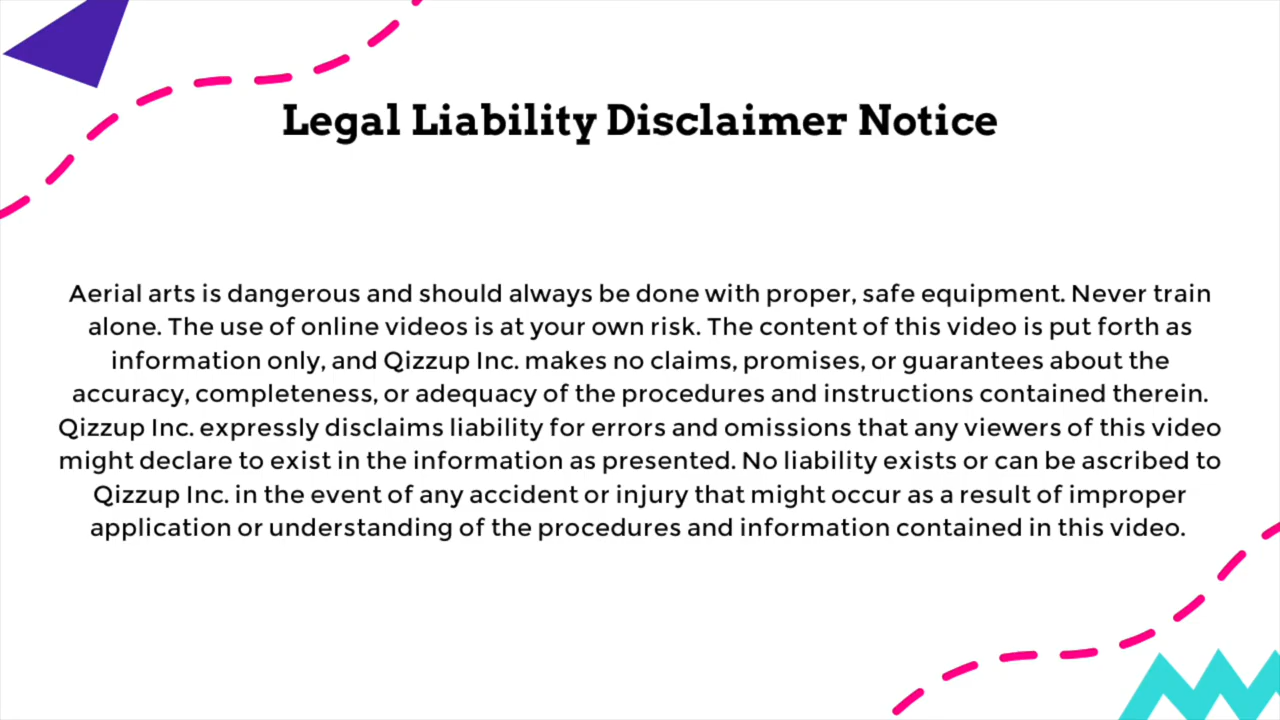 Legal Liability Disclaimer Notice
Aerial arts is dangerous and should always be done with proper, safe equipment. Never train
alone. The use of online videos is at your own risk. The content of this video is put forth as
information only, and Qizzup Inc. makes no claims, promises, or guarantees about the
accuracy, completeness, or adequacy of the procedures and instructions contained therein.
Qizzup Inc. expressly disclaims liability for errors and omissions that any viewers of this video
might declare to exist in the information as presented. No liability exists or can be ascribed to
Qizzup Inc. in the event of any accident or injury that might occur as a result of improper
application or understanding of the procedures and information contained in this video.